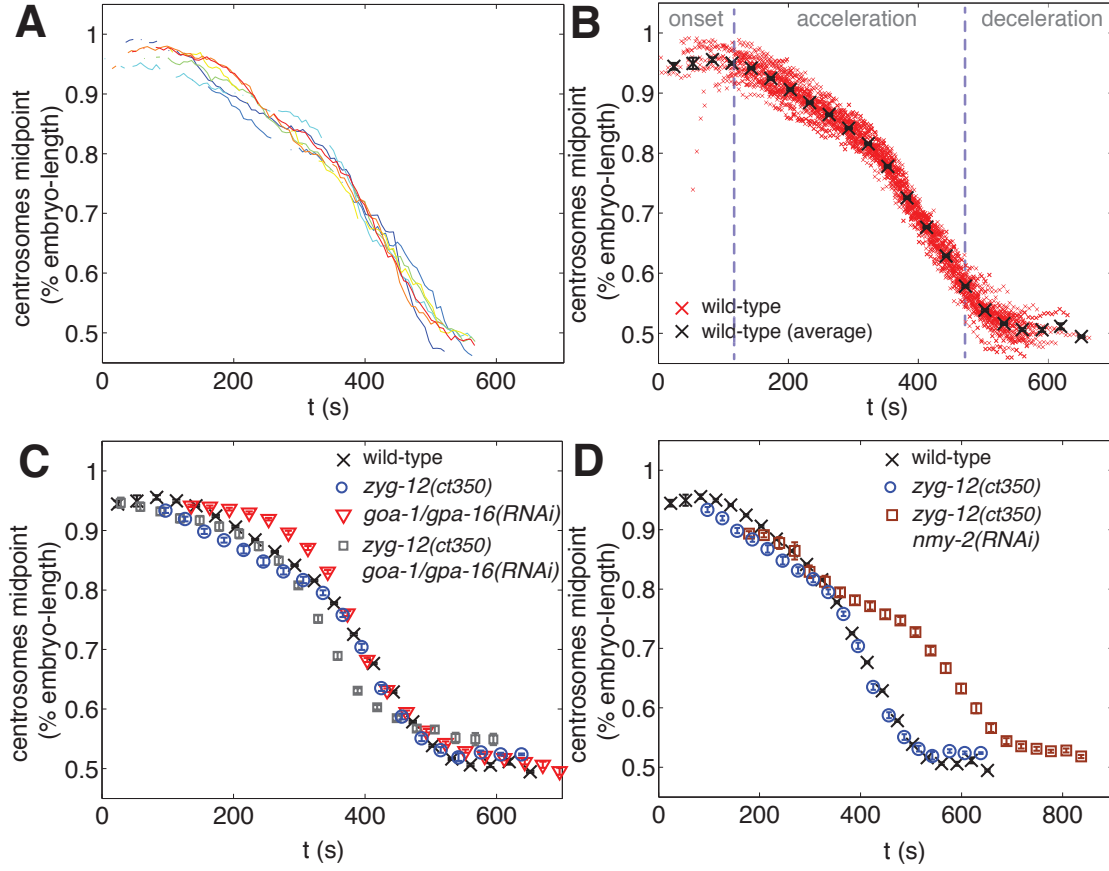 A
centrosomes midpoint
(% embryo-length)
1
0.9
0.8
0.7
0.6
0.5
0
200
400
600
t (s)
B
onset
acceleration
deceleration
centrosomes midpoint
(% embryo-length)
1
0.9
0.8
0.7
0.6
0.5
wild-type
wild-type (average)
0
200
400
600
t (s)
C
centrosomes midpoint
(% embryo-length)
1
0.9
0.8
0.7
0.6
0.5
wild-type
zyg-12(ct350)
goa-1/gpa-16(RNAi)
zyg-12(ct350)
goa-1/gpa-16(RNAi)
0
200
400
600
t (s)
D
centrosomes midpoint
(% embryo-length)
1
0.9
0.8
0.7
0.6
0.5
wild-type
zyg-12(ct350)
zyg-12(ct350)
nmy-2(RNAi)
0
200
400
600
800
t (s)